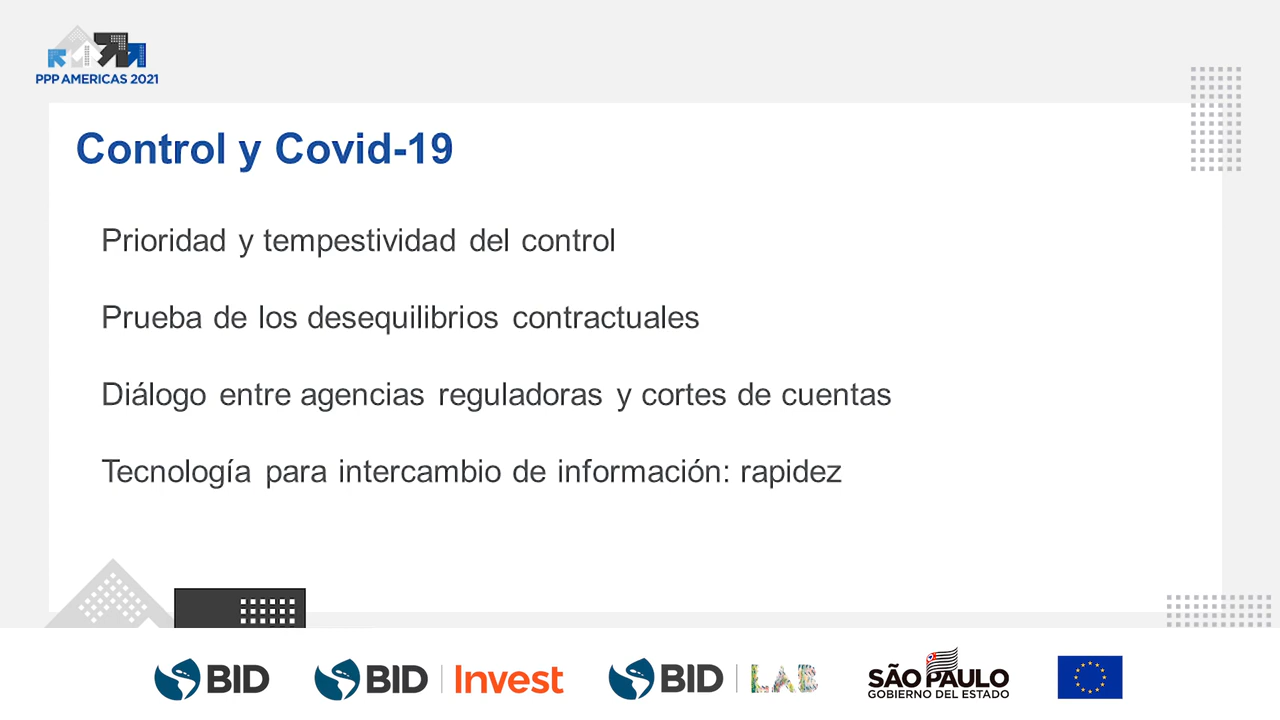 PPP AMERICAS 2021
Control y Covid-19
Prioridad y tempestividad del control
Prueba de los desequilibrios contractuales
Diálogo entre agencias reguladoras y cortes de cuentas
Tecnología para intercambio de información: rapidez
BID
BID Invest
BID LAB
SÃO PAULO
GOBIERNO DEL ESTADO